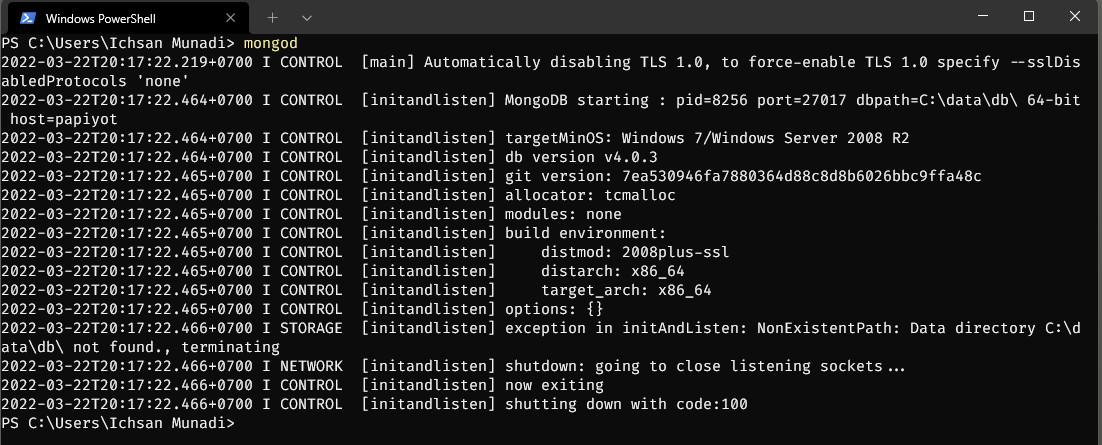 Windows PowerShell
PS C:\Users\Ichsan Munadi> mongod
2022-03-22T20:17:22.219+0700 I CONTROL  [main] Automatically disabling TLS 1.0, to force-enable TLS 1.0 specify --sslDis
abledProtocols 'none'
2022-03-22T20:17:22.464+0700 I CONTROL  [initandlisten] MongoDB starting : pid=8256 port=27017 dbpath=C:\data\db\ 64-bit
 host=papiyot
2022-03-22T20:17:22.464+0700 I CONTROL  [initandlisten] targetMinOS: Windows 7/Windows Server 2008 R2
2022-03-22T20:17:22.464+0700 I CONTROL  [initandlisten] db version v4.0.3
2022-03-22T20:17:22.465+0700 I CONTROL  [initandlisten] git version: 7ea530946fa7880364d88c8d8b6026bbc9ffa48c
2022-03-22T20:17:22.465+0700 I CONTROL  [initandlisten] allocator: tcmalloc
2022-03-22T20:17:22.465+0700 I CONTROL  [initandlisten] modules: none
2022-03-22T20:17:22.465+0700 I CONTROL  [initandlisten] build environment:
2022-03-22T20:17:22.465+0700 I CONTROL  [initandlisten]     distmod: 2008plus-ssl
2022-03-22T20:17:22.465+0700 I CONTROL  [initandlisten]     distarch: x86_64
2022-03-22T20:17:22.465+0700 I CONTROL  [initandlisten]     target_arch: x86_64
2022-03-22T20:17:22.465+0700 I CONTROL  [initandlisten] options: {}
2022-03-22T20:17:22.466+0700 I STORAGE  [initandlisten] exception in initAndListen: NonExistentPath: Data directory C:\d
ata\db\ not found., terminating
2022-03-22T20:17:22.466+0700 I NETWORK  [initandlisten] shutdown: going to close listening sockets...
2022-03-22T20:17:22.466+0700 I CONTROL  [initandlisten] now exiting
2022-03-22T20:17:22.466+0700 I CONTROL  [initandlisten] shutting down with code:100
PS C:\Users\Ichsan Munadi>